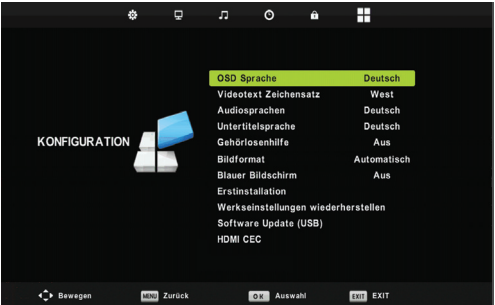 OSD Sprache Deutsch
Videotext Zeichensatz West
Audiosprachen Deutsch
Untertitelsprache Deutsch
Gehörlosenhilfe Aus
KONFIGURATION
Bildformat Automatisch
Blauer Bildschirm Aus
Erstinstallation
Werkseinstellungen wiederherstellen
Software Update (USB)
HDMI CEC
Bewegen MENU Zurück OK Auswahl EXIT EXIT